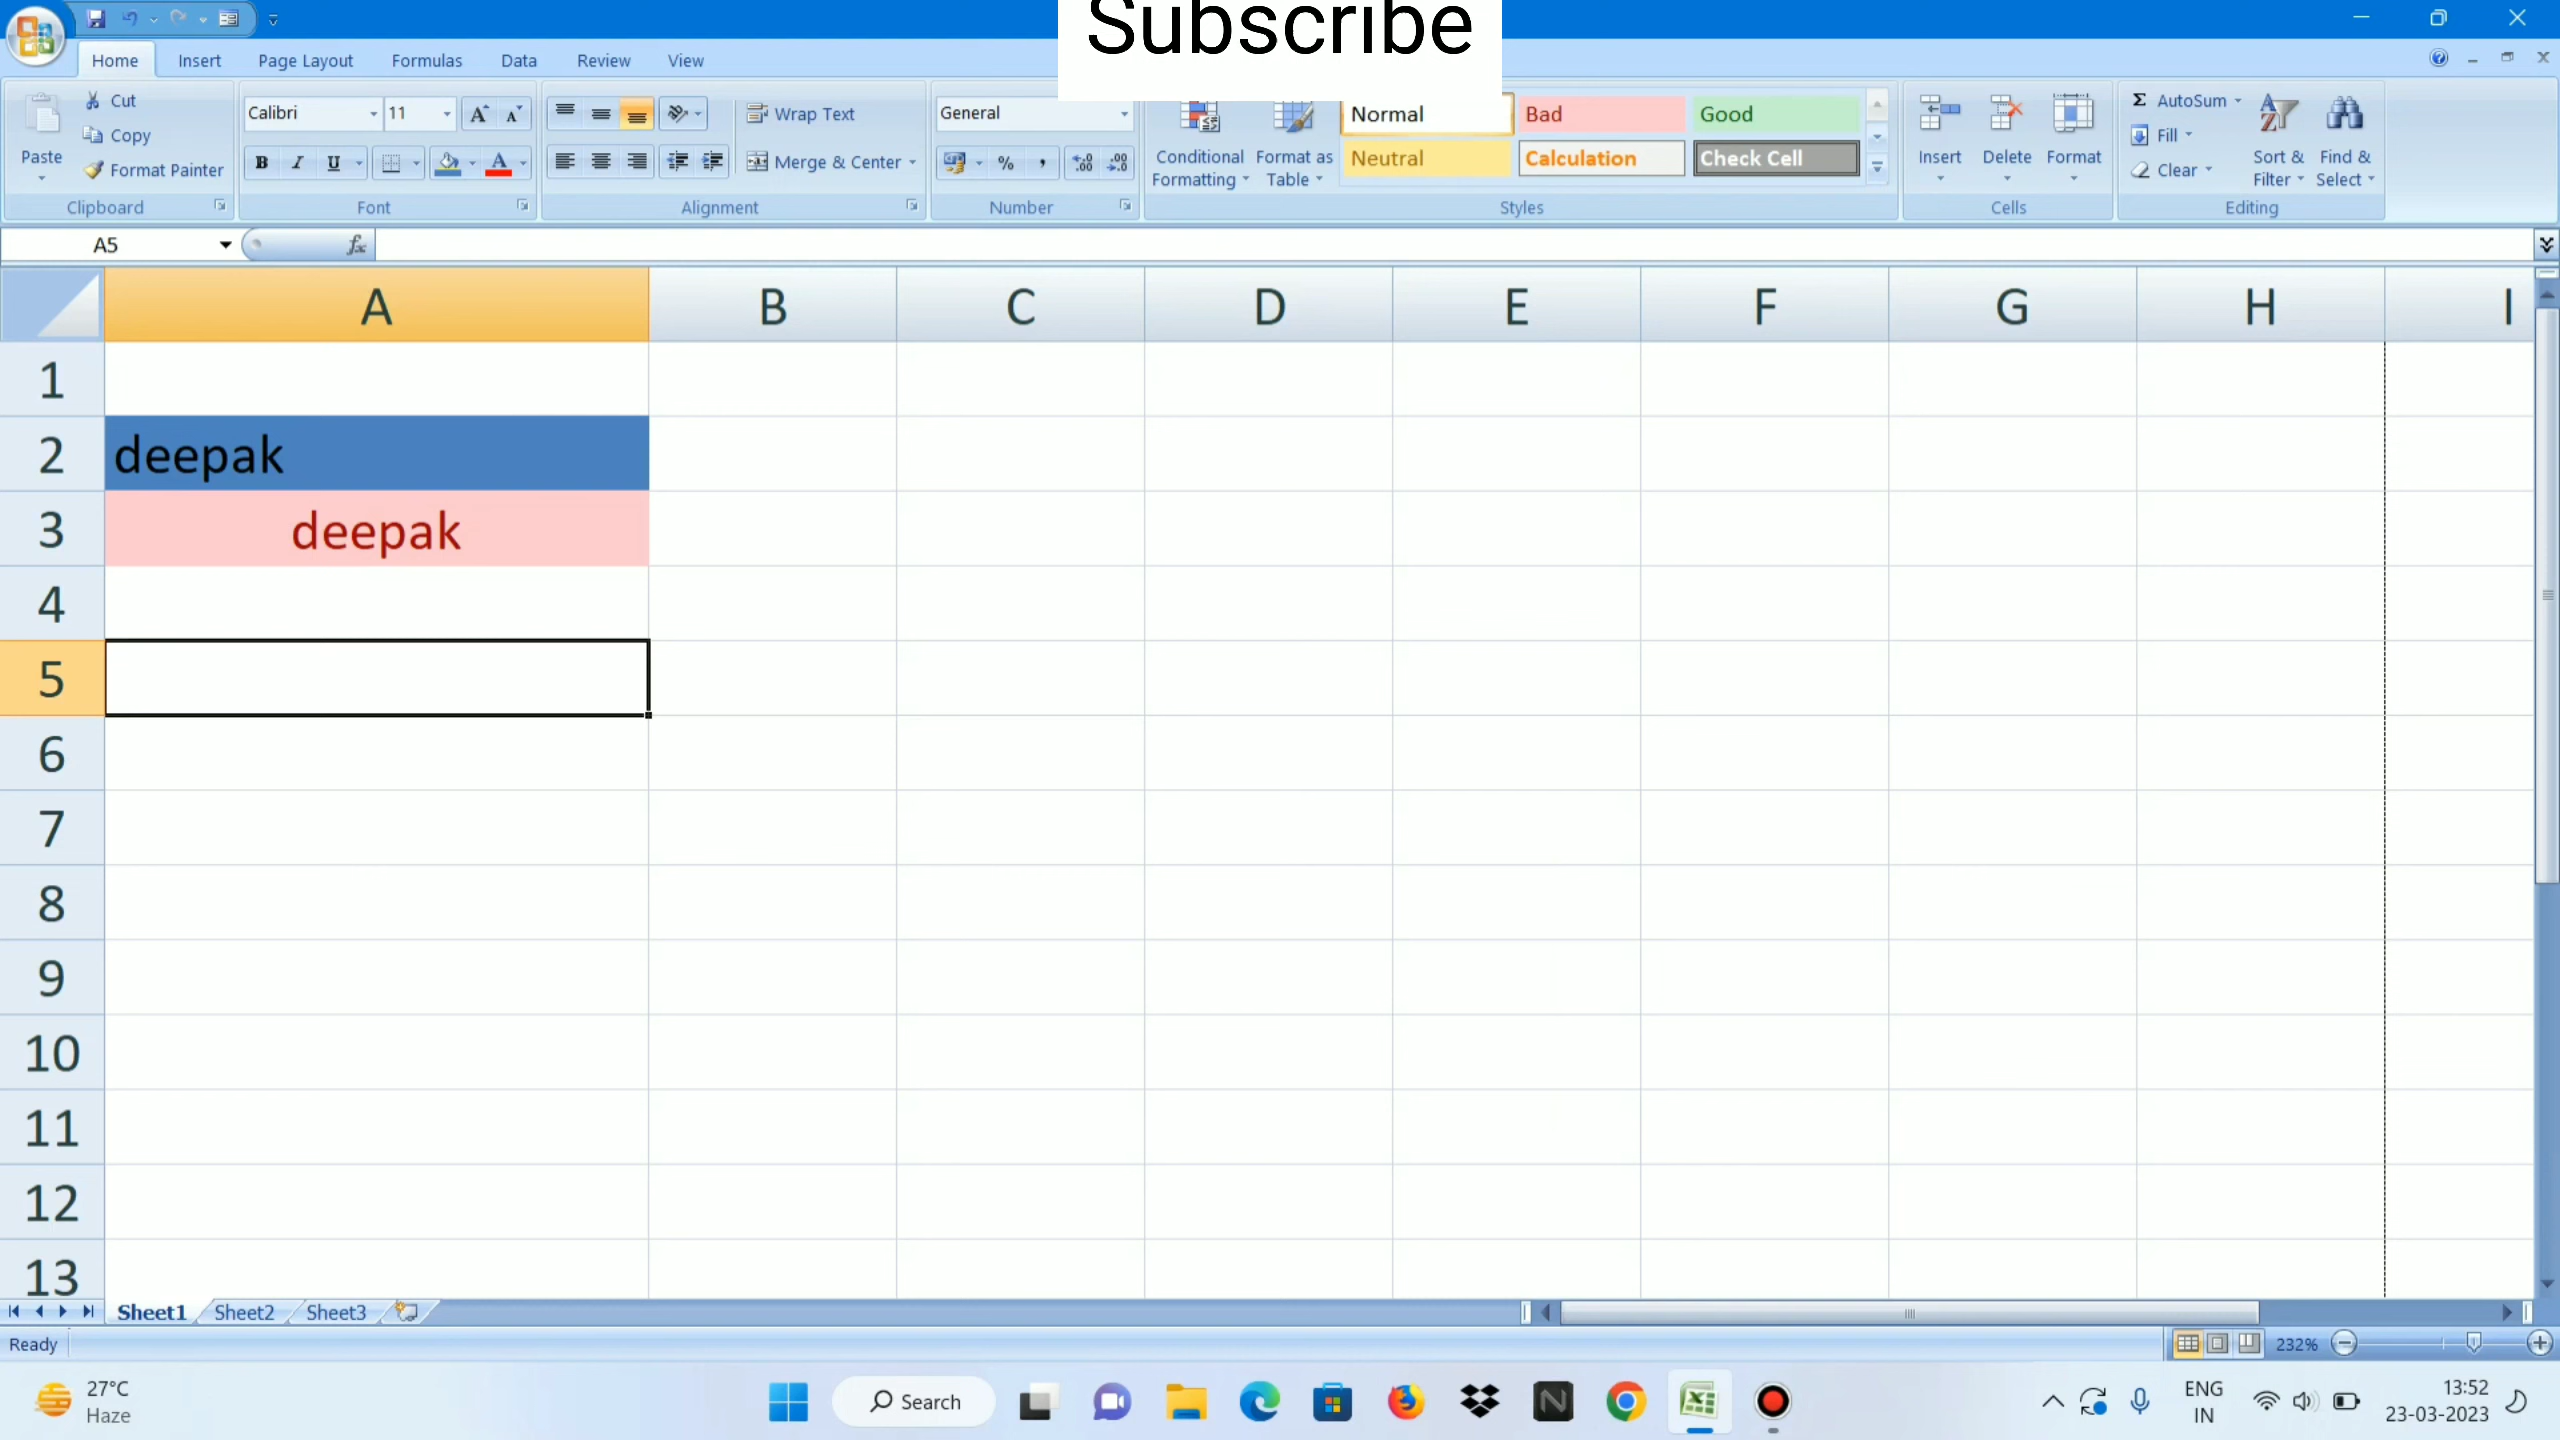 Subscribe
Home Insert Page Layout Formulas Data Review View
Cut Calibri 11 Wrap Text General Normal Bad Good AutoSum
Copy Fill
Paste Format Painter B I U A Merge & Center % , Conditional Formatting Format as Table Neutral Calculation Check Cell Insert Delete Format Clear Sort & Filter Find & Select
Clipboard Font Alignment Number Styles Cells Editing
A5 fx
A B C D E F G H I
1
2 deepak
3 deepak
4
5
6
7
8
9
10
11
12
13
Sheet1 Sheet2 Sheet3
Ready 232%
27°C Search ENG 13:52
Haze IN 23-03-2023